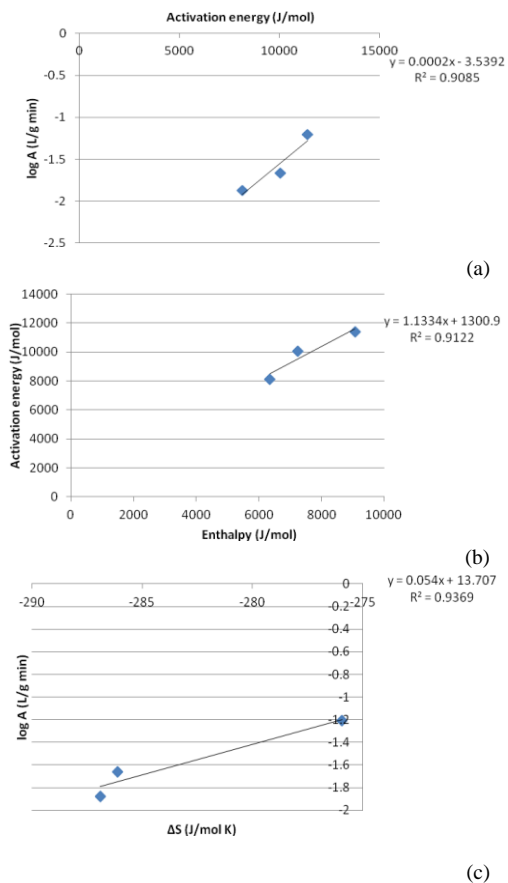 Activation energy (J/mol)
0 5000 10000 15000
0
-0.5
-1
-1.5
-2
-2.5
log A (L/g min)
y = 0.0002x - 3.5392
R² = 0.9085
(a)
14000
12000
10000
8000
6000
4000
2000
0
Activation energy (J/mol)
y = 1.1334x + 1300.9
R² = 0.9122
0 2000 4000 6000 8000 10000
Enthalpy (J/mol)
(b)
-290 -285 -280 -275
0
-0.2
-0.4
-0.6
-0.8
-1
-1.2
-1.4
-1.6
-1.8
-2
log A (L/g min)
y = 0.054x + 13.707
R² = 0.9369
ΔS (J/mol K)
(c)